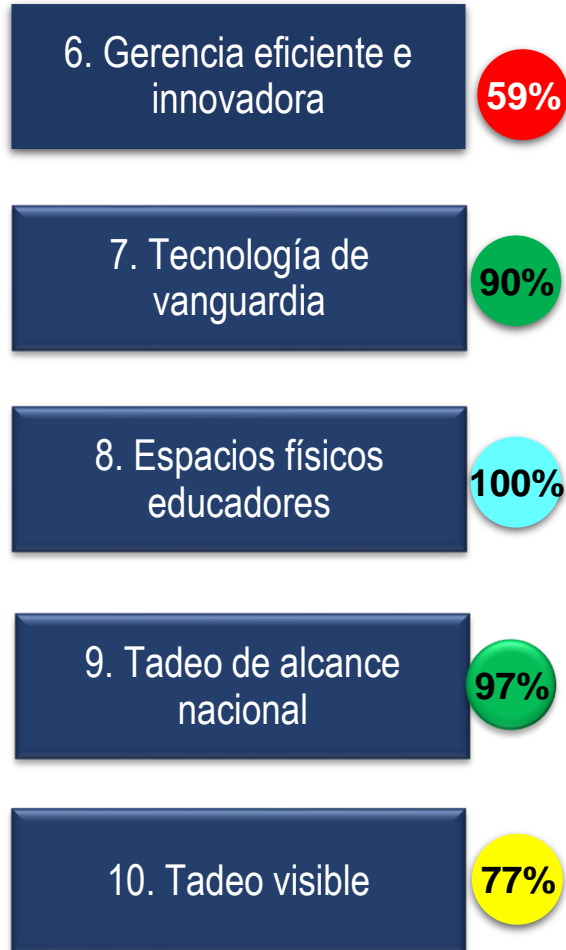 6. Gerencia eficiente e
innovadora
59%
7. Tecnología de
vanguardia
90%
8. Espacios físicos
educadores
100%
9. Tadeo de alcance
nacional
97%
10. Tadeo visible
77%